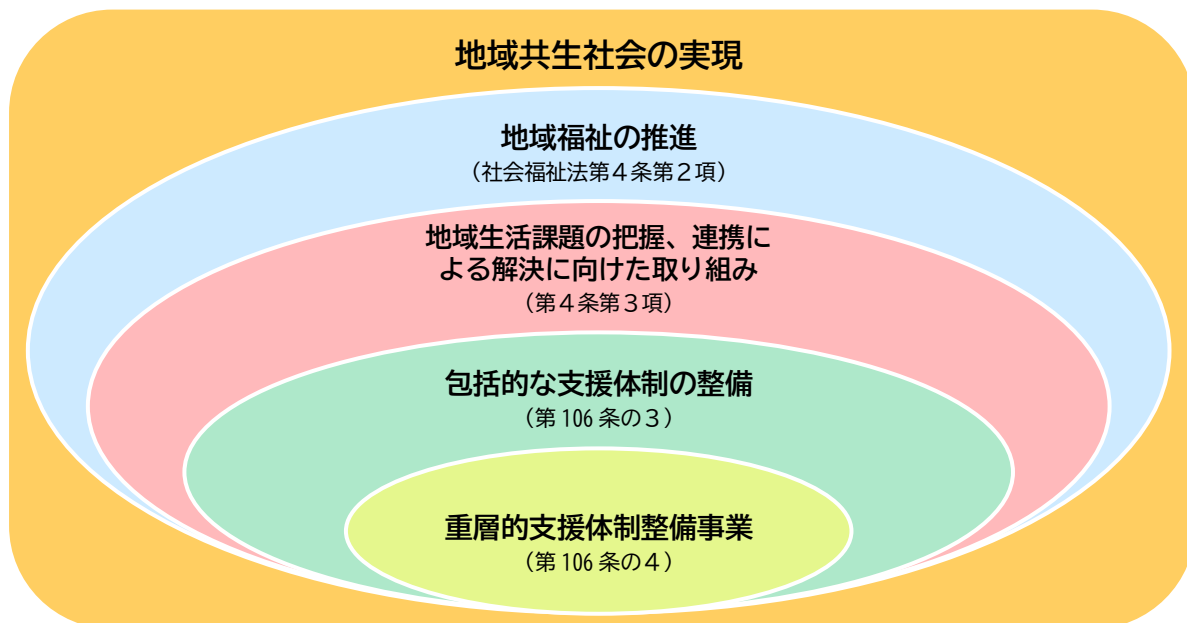 地域共生社会の実現
地域福祉の推進
（社会福祉法第４条第２項）
地域生活課題の把握、連携に
よる解決に向けた取り組み
（第４条第３項）
包括的な支援体制の整備
（第 106 条の３）
重層的支援体制整備事業
（第 106 条の４）